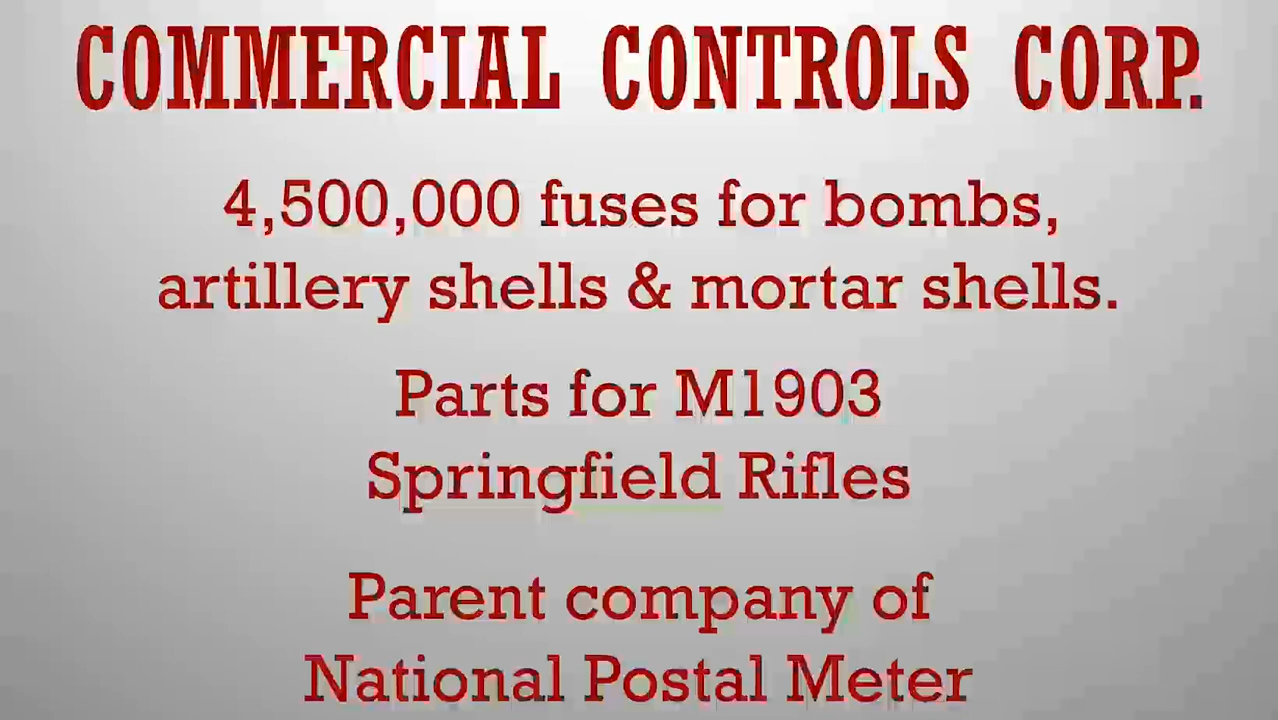 COMMERCIAL CONTROLS CORP.
4,500,000 fuses for bombs,
artillery shells & mortar shells.
Parts for M1903
Springfield Rifles
Parent company of
National Postal Meter